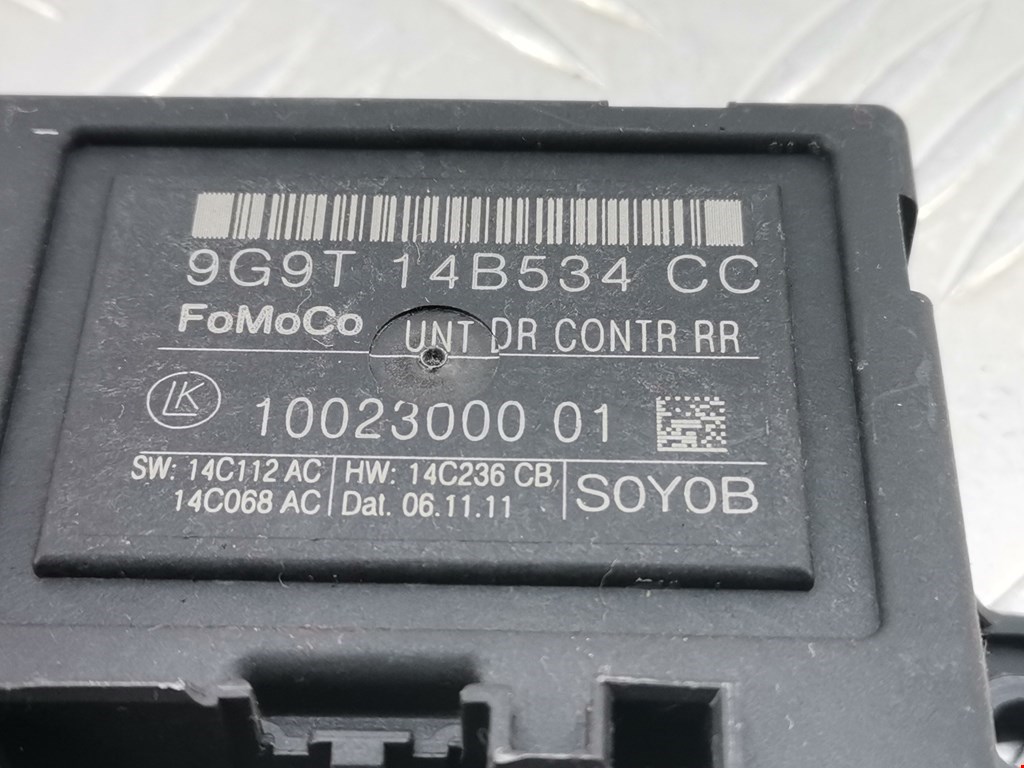 9G9T 14B534 CC
FoMoCo UNT DR CONTR RR
LK 10023000 01
SW: 14C112 AC HW: 14C236 CB S0Y0B
14C068 AC Dat. 06.11.11